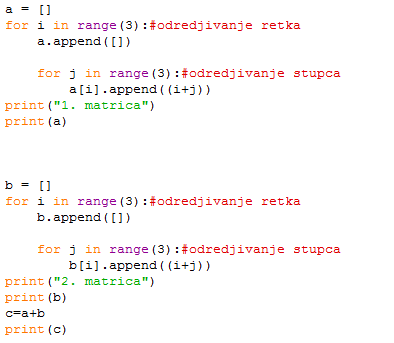 a = []
for i in range(3):#odredjivanje retka
    a.append([])
    for j in range(3):#odredjivanje stupca
        a[i].append((i+j))
print("1. matrica")
print(a)
b = []
for i in range(3):#odredjivanje retka
    b.append([])
    for j in range(3):#odredjivanje stupca
        b[i].append((i+j))
print("2. matrica")
print(b)
c=a+b
print(c)